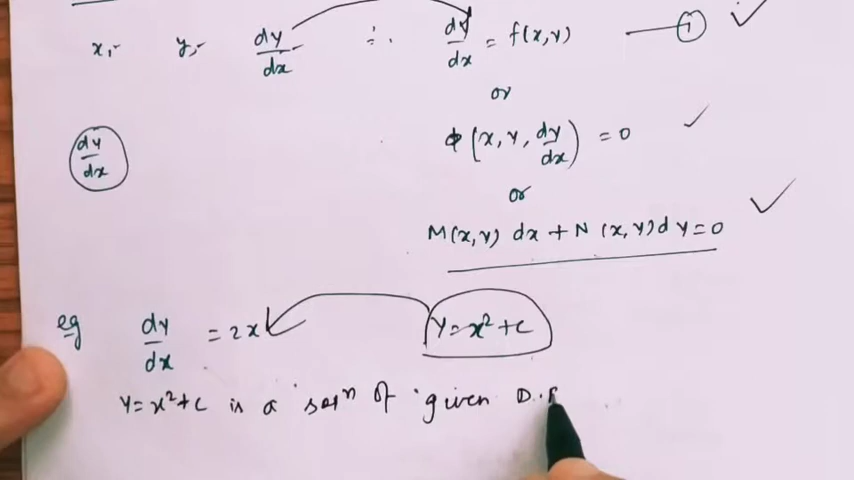 x, y, dy/dx ∴ dy/dx = f(x,y) — ①
or
φ(x, y, dy/dx) = 0
dy/dx
or
M(x,y) dx + N(x,y) dy = 0
eg dy/dx = 2x y = x² + c
y = x² + c is a solⁿ of given D.E